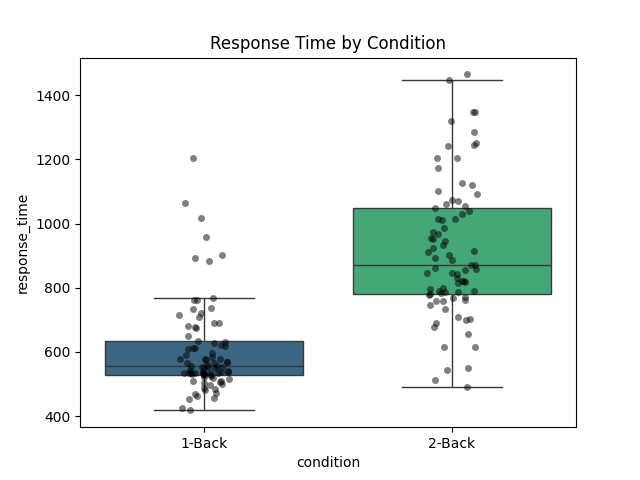 Response Time by Condition
response_time
1400
1200
1000
800
600
400
1-Back
2-Back
condition